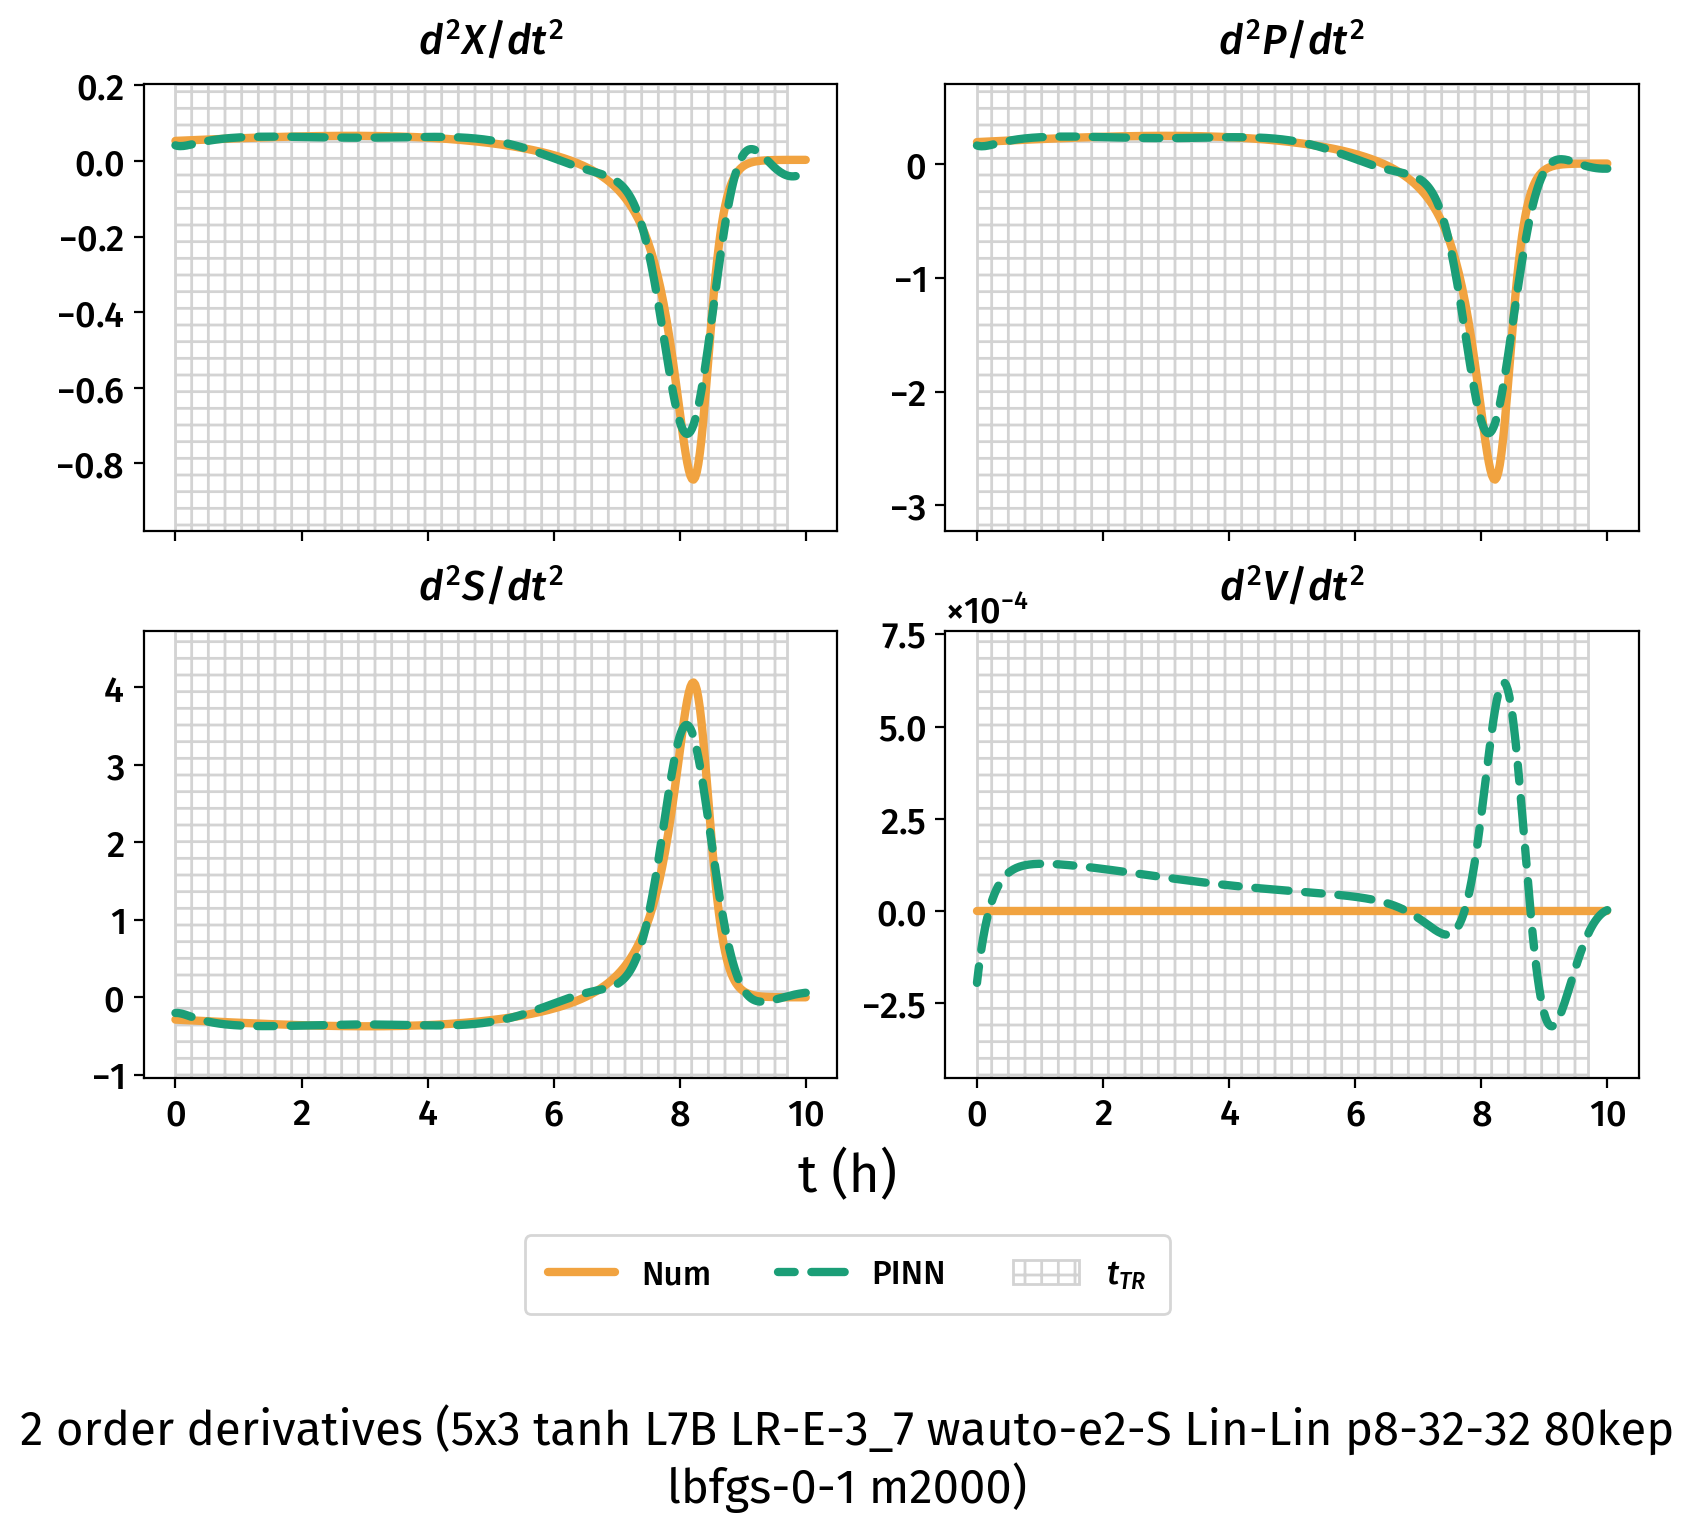 d²X/dt²
d²P/dt²
0.2
0.0
−0.2
−0.4
−0.6
−0.8
0
−1
−2
−3
d²S/dt²
d²V/dt²
×10⁻⁴
4
3
2
1
0
−1
7.5
5.0
2.5
0.0
−2.5
0 2 4 6 8 10
0 2 4 6 8 10
t (h)
Num PINN t_TR
2 order derivatives (5x3 tanh L7B LR-E-3_7 wauto-e2-S Lin-Lin p8-32-32 80kep
lbfgs-0-1 m2000)